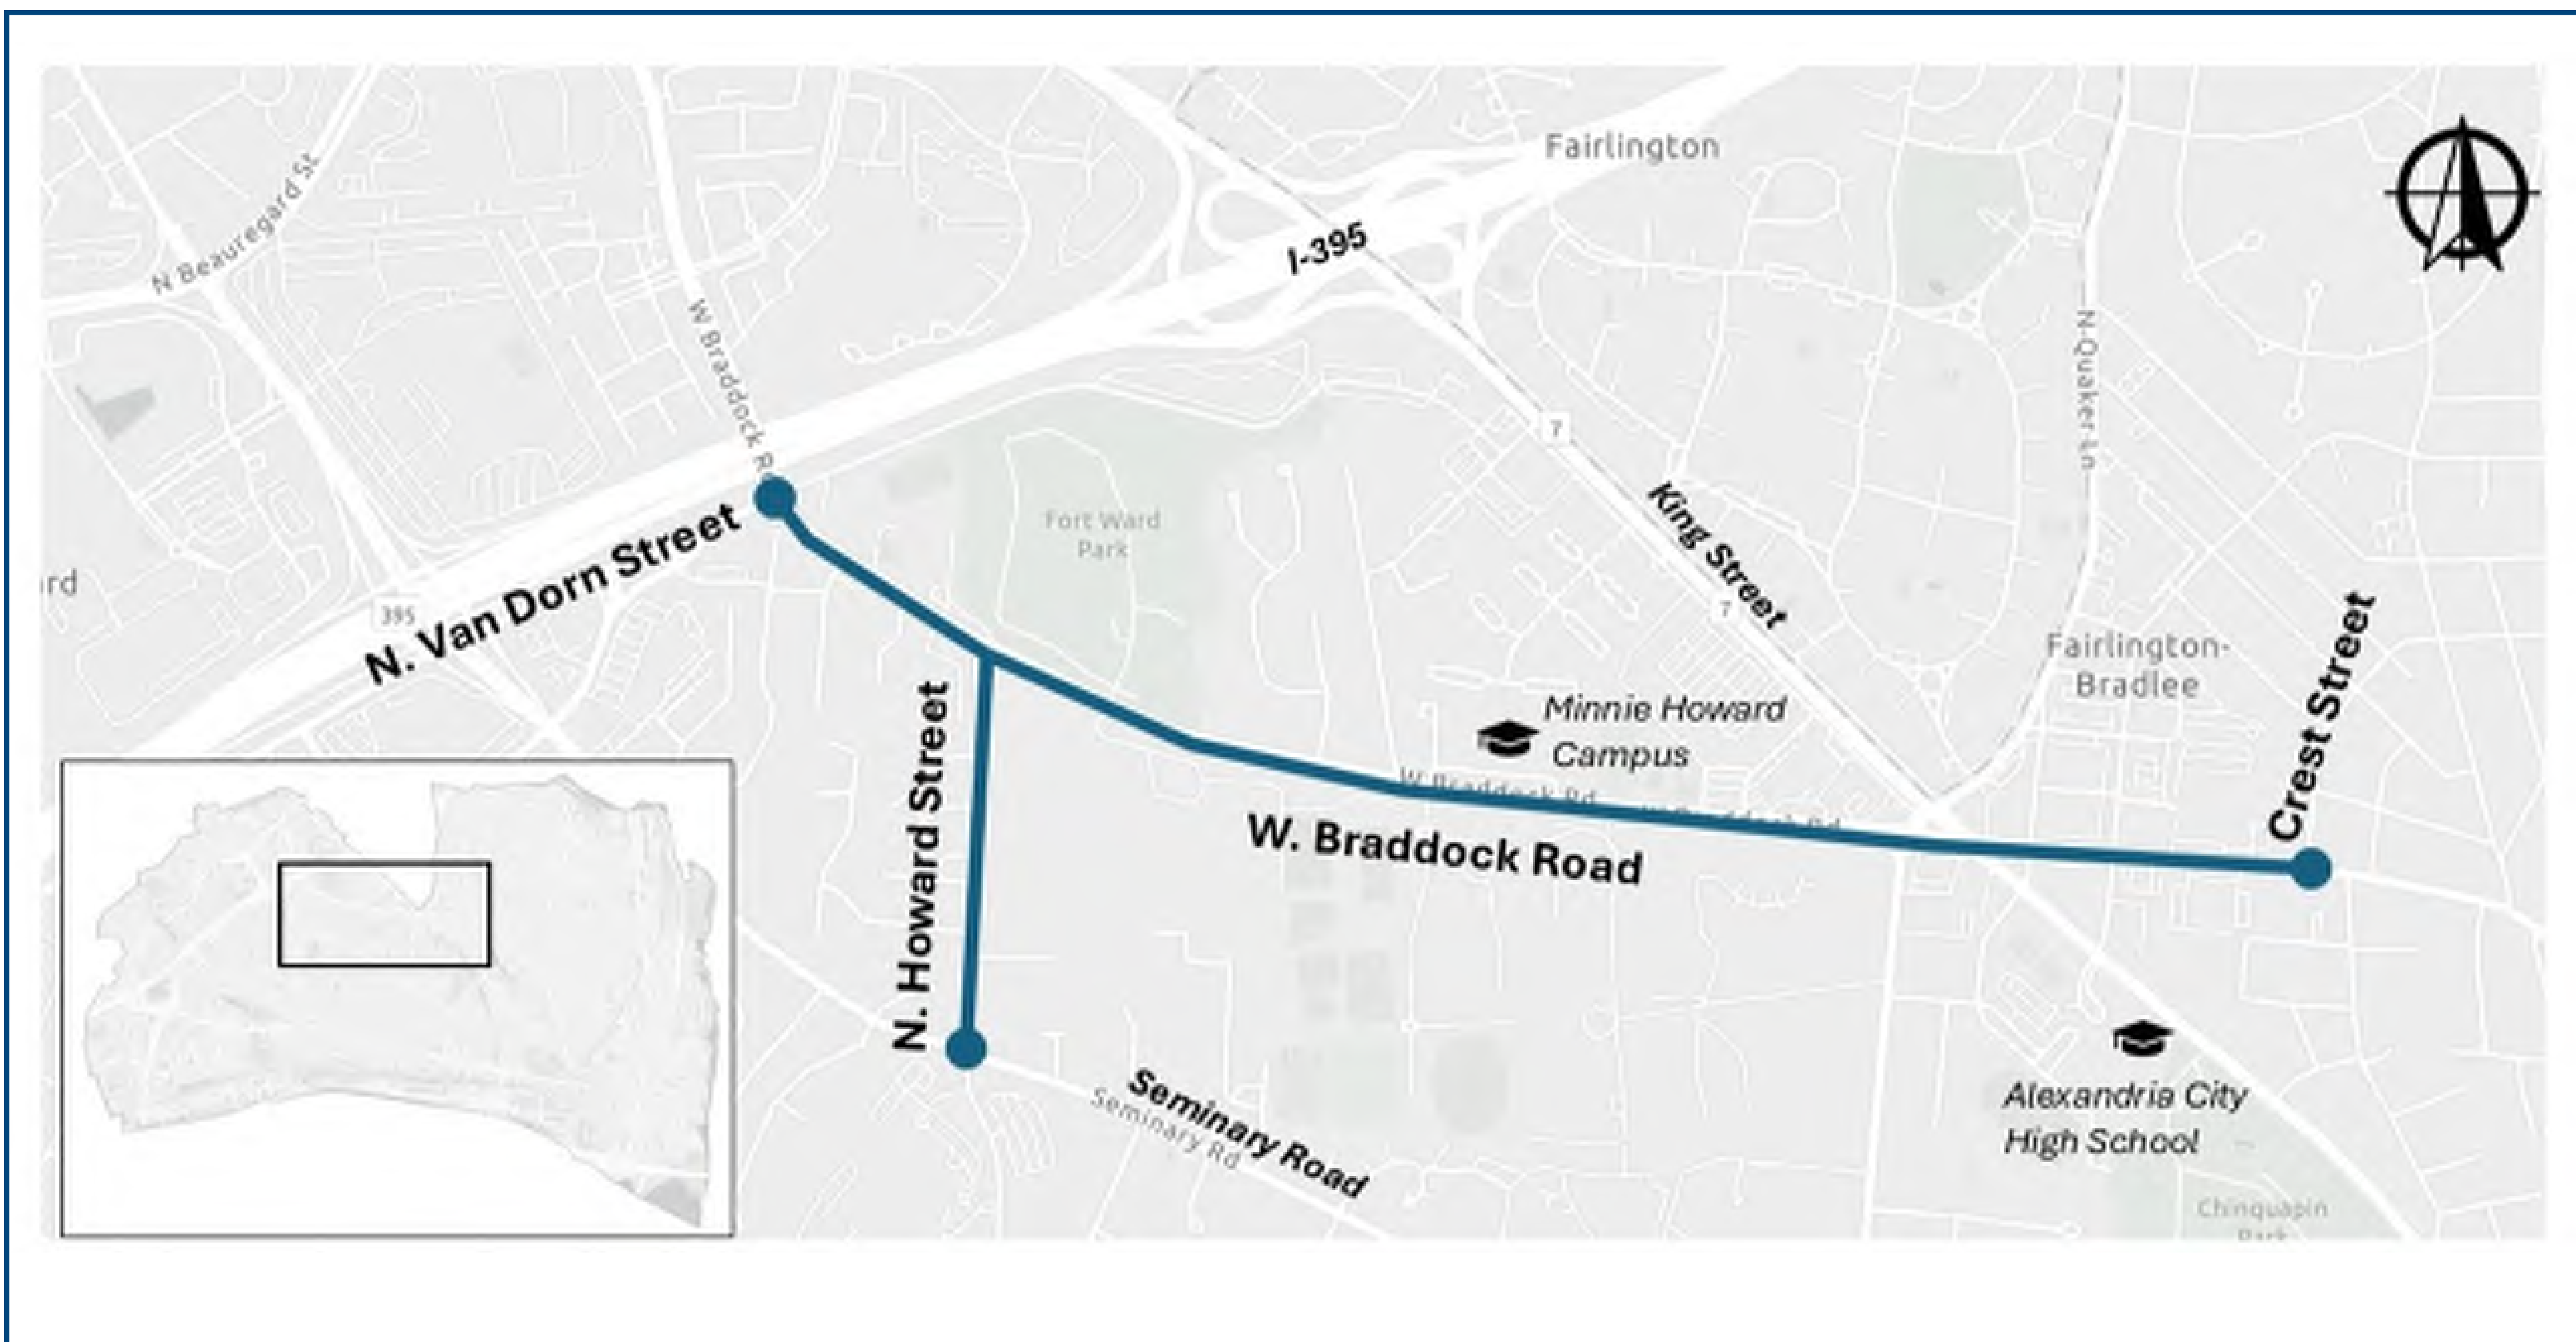 Fairlington
N Beauregard St
I-395
W Braddock R
N-Quaker-Ln
7
King Street
N. Van Dorn Street
Fort Ward
Park
395
7
Crest Street
Fairlington-
Bradlee
Minnie Howard
Campus
W Braddock Rd
N. Howard Street
W. Braddock Road
Seminary Road
Seminary Rd
Alexandria City
High School
Chinquapin
Park